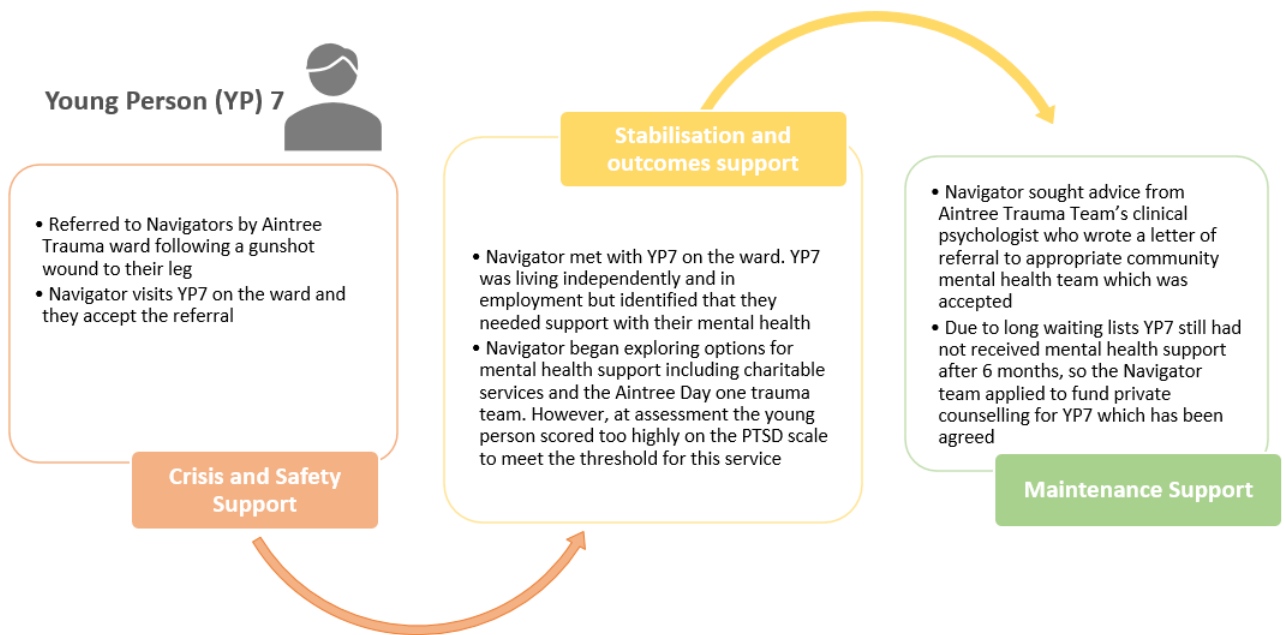 Young Person (YP) 7
• Referred to Navigators by Aintree
Trauma ward following a gunshot
wound to their leg
• Navigator visits YP7 on the ward and
they accept the referral
Crisis and Safety
Support
Stabilisation and
outcomes support
• Navigator met with YP7 on the ward. YP7
was living independently and in
employment but identified that they
needed support with their mental health
• Navigator began exploring options for
mental health support including charitable
services and the Aintree Day one trauma
team. However, at assessment the young
person scored too highly on the PTSD scale
to meet the threshold for this service
• Navigator sought advice from
Aintree Trauma Team’s clinical
psychologist who wrote a letter of
referral to appropriate community
mental health team which was
accepted
• Due to long waiting lists YP7 still had
not received mental health support
after 6 months, so the Navigator
team applied to fund private
counselling for YP7 which has been
agreed
Maintenance Support